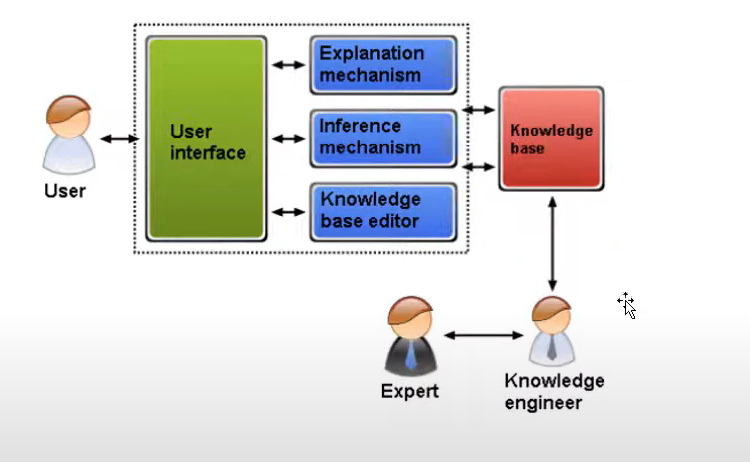 User
User
interface
Explanation
mechanism
Inference
mechanism
Knowledge
base editor
Knowledge
base
Expert
Knowledge
engineer